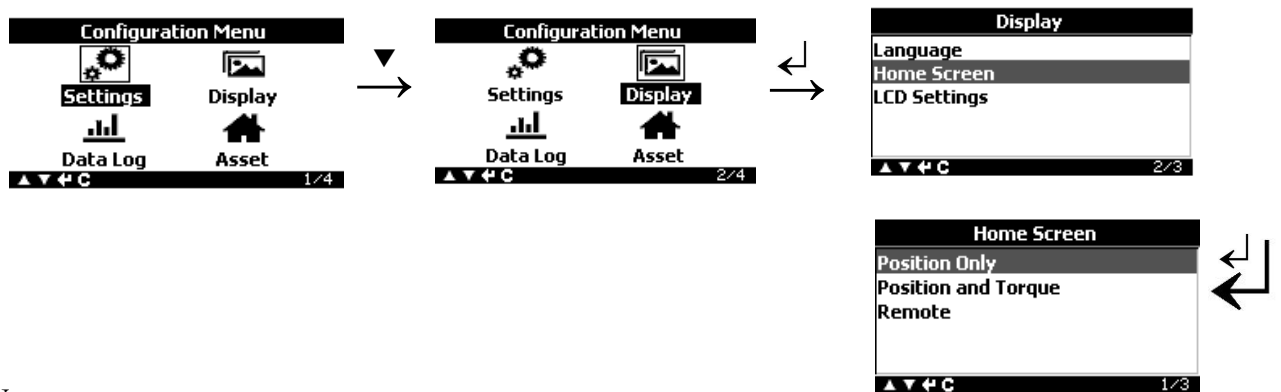 Configuration Menu
Settings Display
Data Log Asset
▲ ▼ ↵ C 1/4
▼
Configuration Menu
Settings Display
Data Log Asset
▲ ▼ ↵ C 2/4
↵
Display
Language
Home Screen
LCD Settings
▲ ▼ ↵ C 2/3
Home Screen
Position Only
Position and Torque
Remote
▲ ▼ ↵ C 1/3
↵